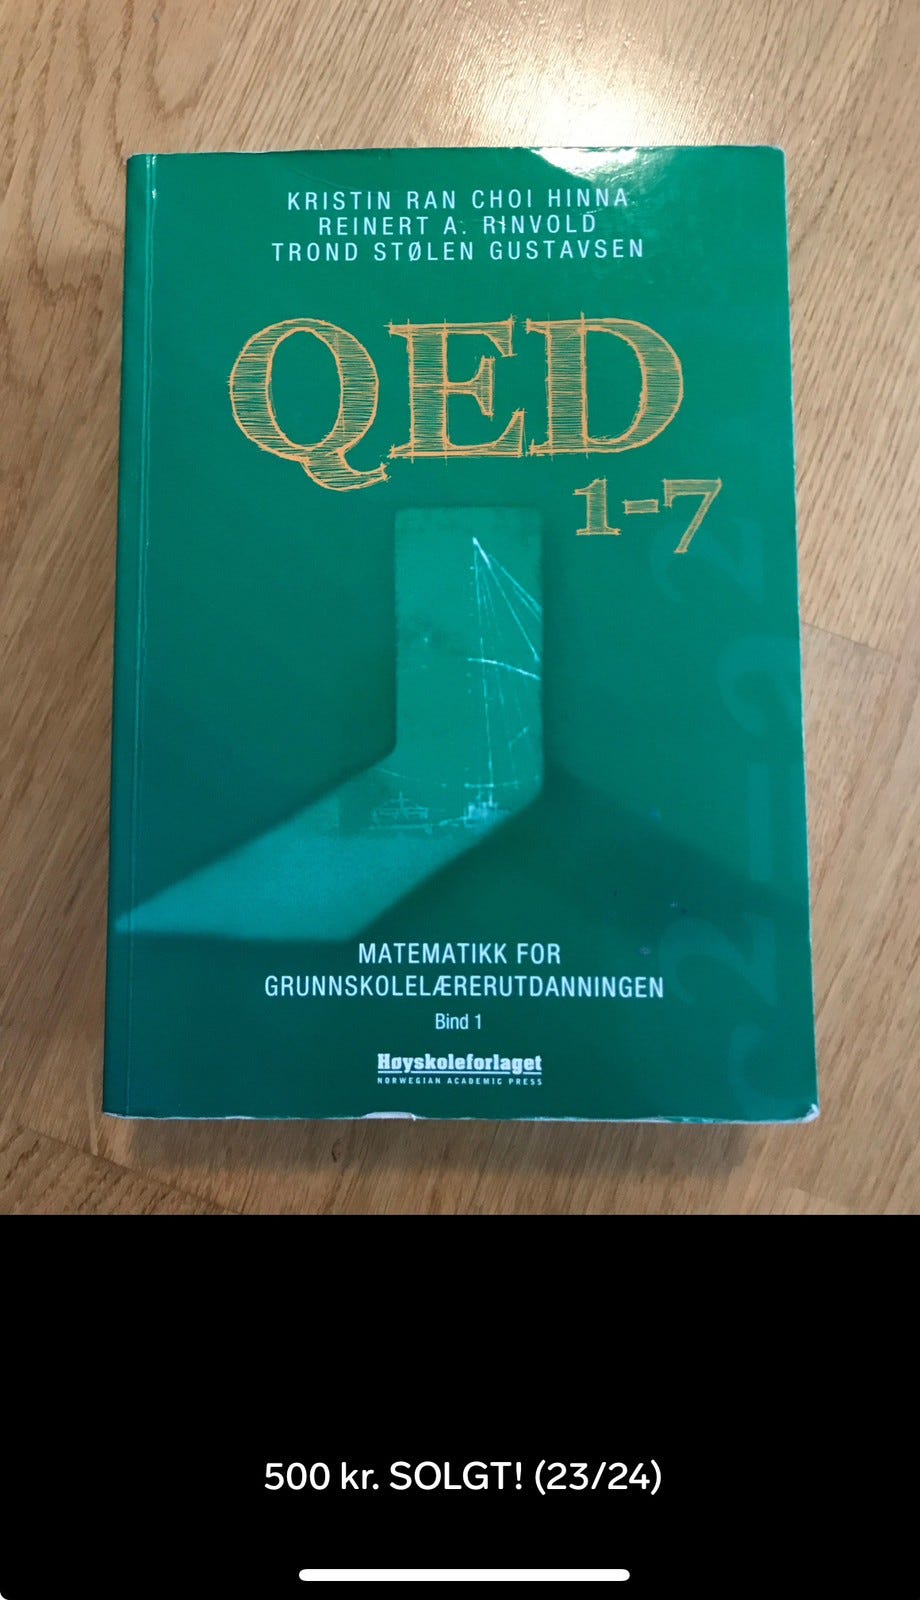 KRISTIN RAN CHOI HINNA
REINERT A. RINVOLD
TROND STØLEN GUSTAVSEN
QED
1-7
MATEMATIKK FOR
GRUNNSKOLELÆRERUTDANNINGEN
Bind 1
Høyskoleforlaget
NORWEGIAN ACADEMIC PRESS
500 kr. SOLGT! (23/24)